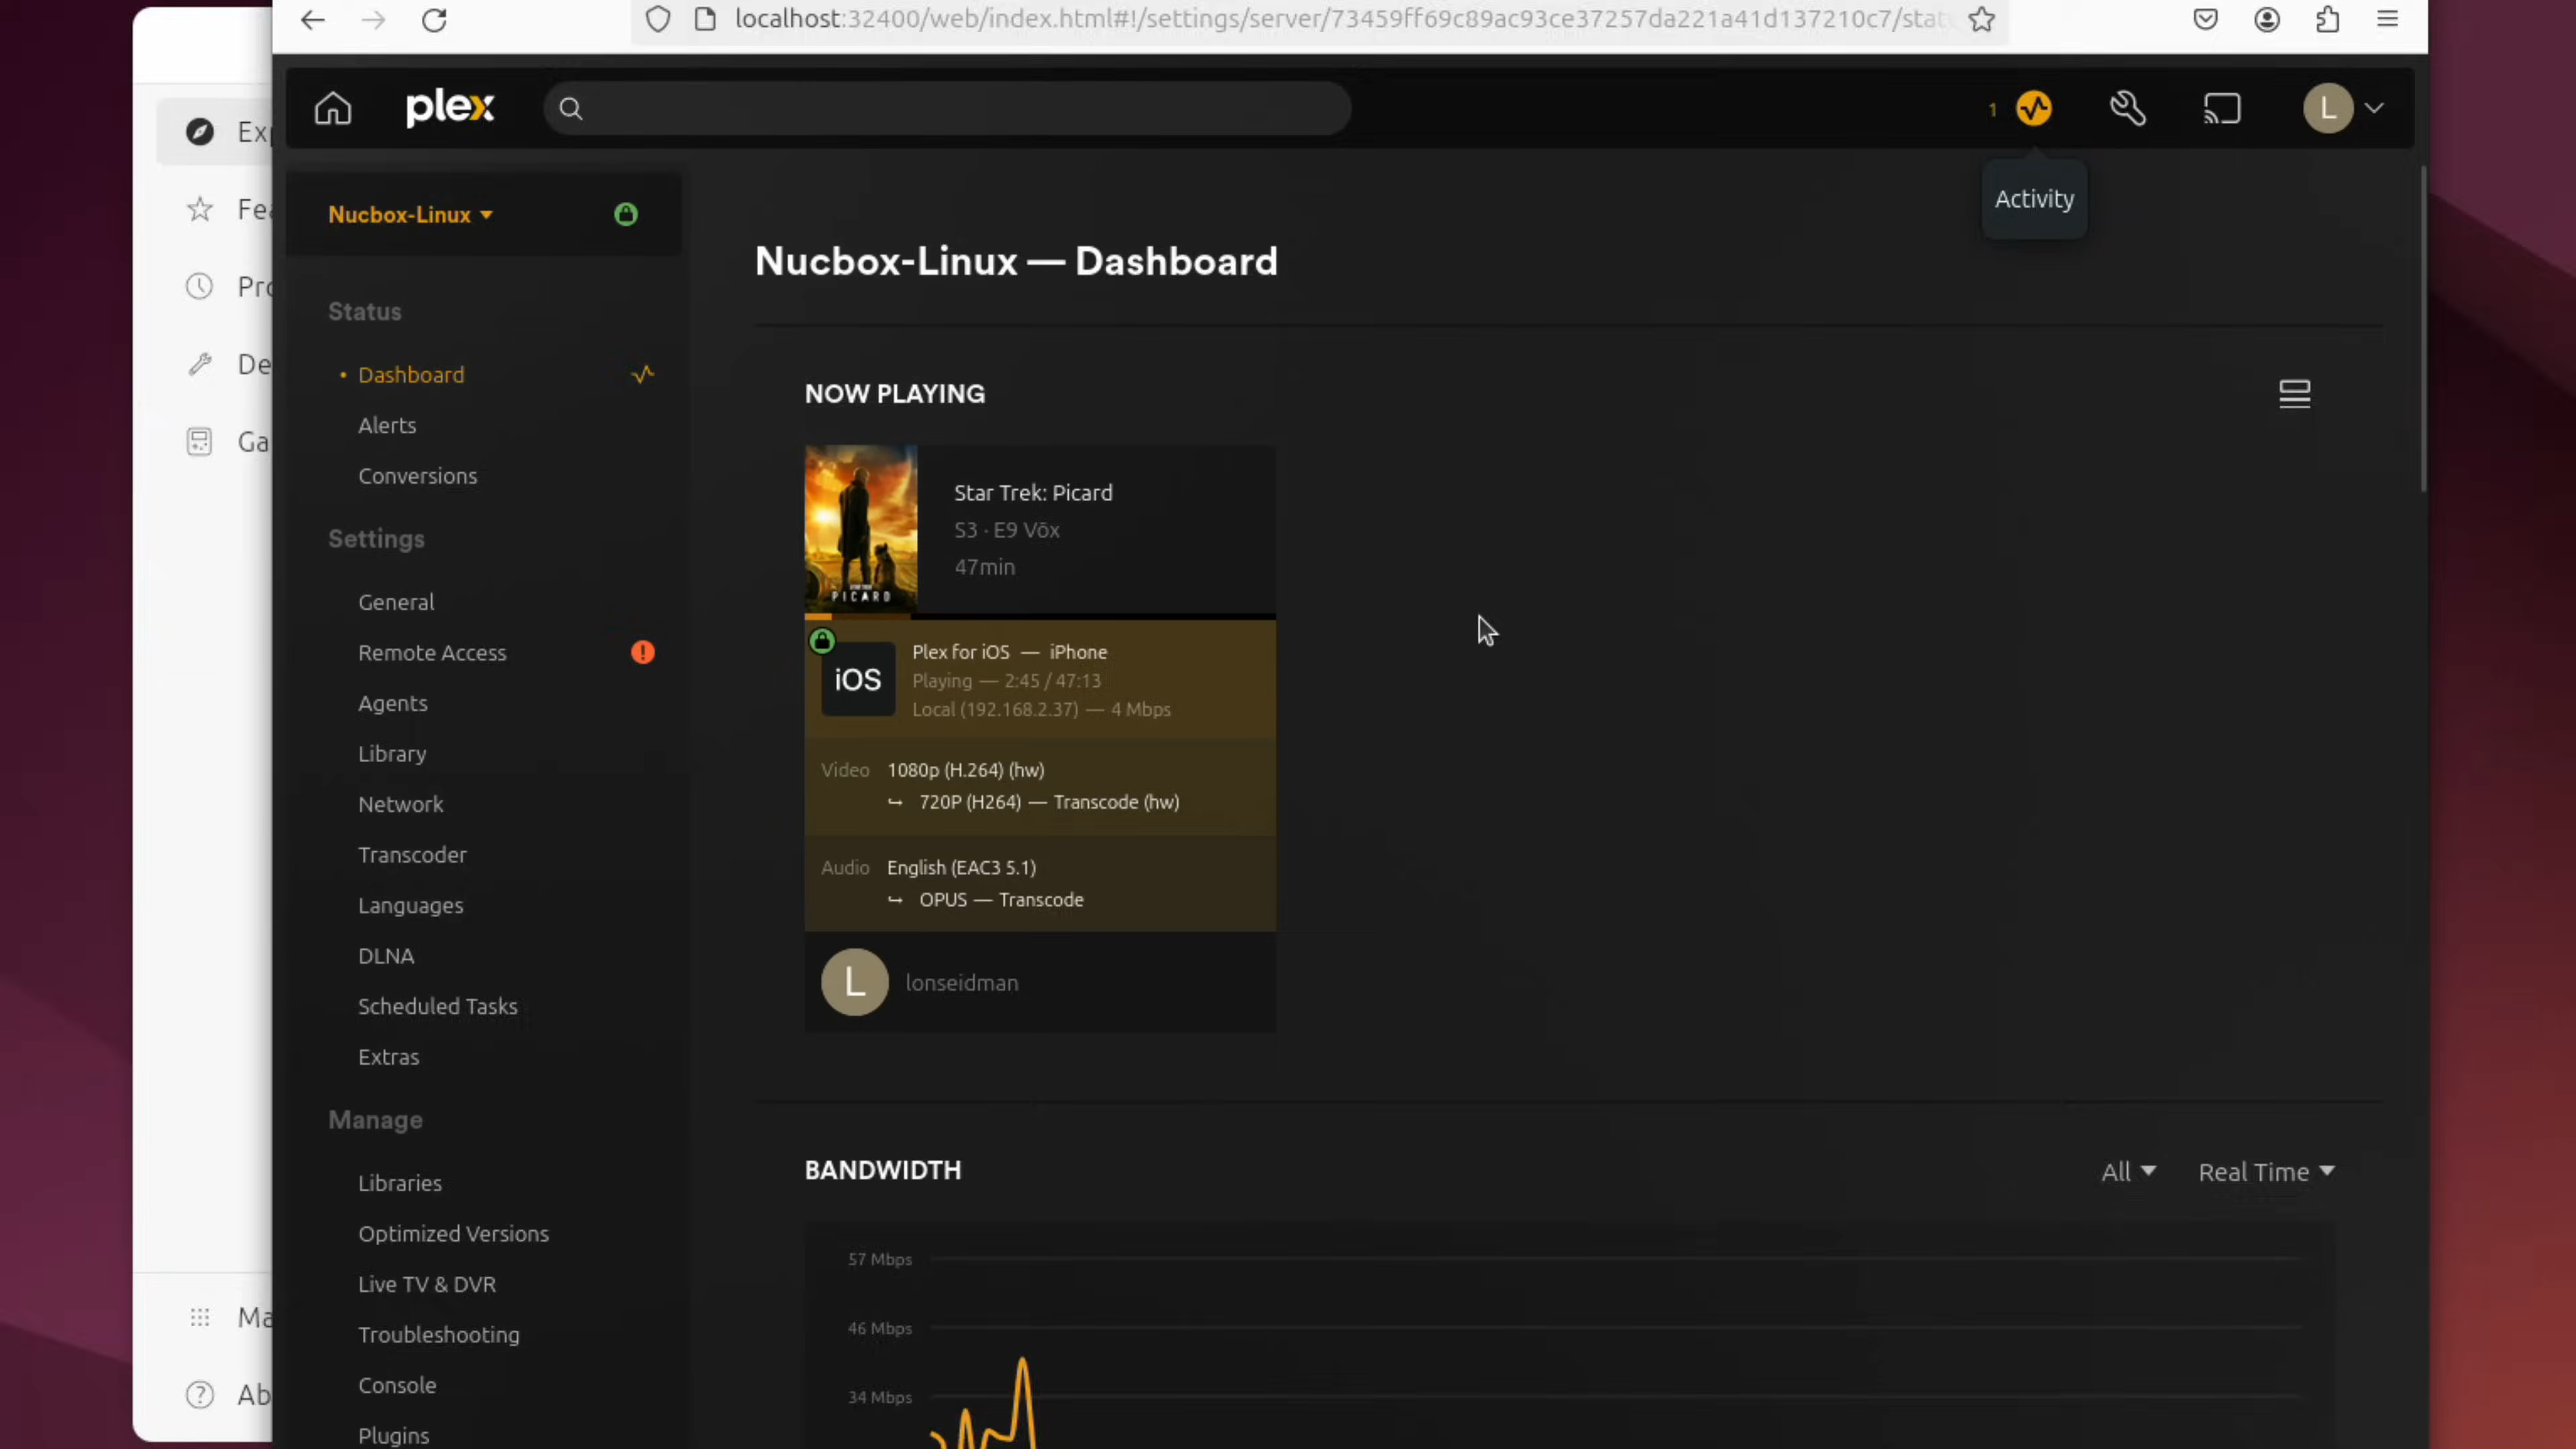 localhost:32400/web/index.html#!/settings/server/73459ff69c89ac93ce37257da221a41d137210c7/stat
plex
1
L
Activity
Nucbox-Linux
Status
Dashboard
Alerts
Conversions
Settings
General
Remote Access
!
Agents
Library
Network
Transcoder
Languages
DLNA
Scheduled Tasks
Extras
Manage
Libraries
Optimized Versions
Live TV & DVR
Troubleshooting
Console
Plugins
Nucbox-Linux — Dashboard
NOW PLAYING
PICARD
Star Trek: Picard
S3 · E9 Võx
47min
iOS
Plex for iOS — iPhone
Playing — 2:45 / 47:13
Local (192.168.2.37) — 4 Mbps
Video 1080p (H.264) (hw)
720P (H264) — Transcode (hw)
Audio English (EAC3 5.1)
OPUS — Transcode
L
lonseidman
BANDWIDTH
All
Real Time
57 Mbps
46 Mbps
34 Mbps